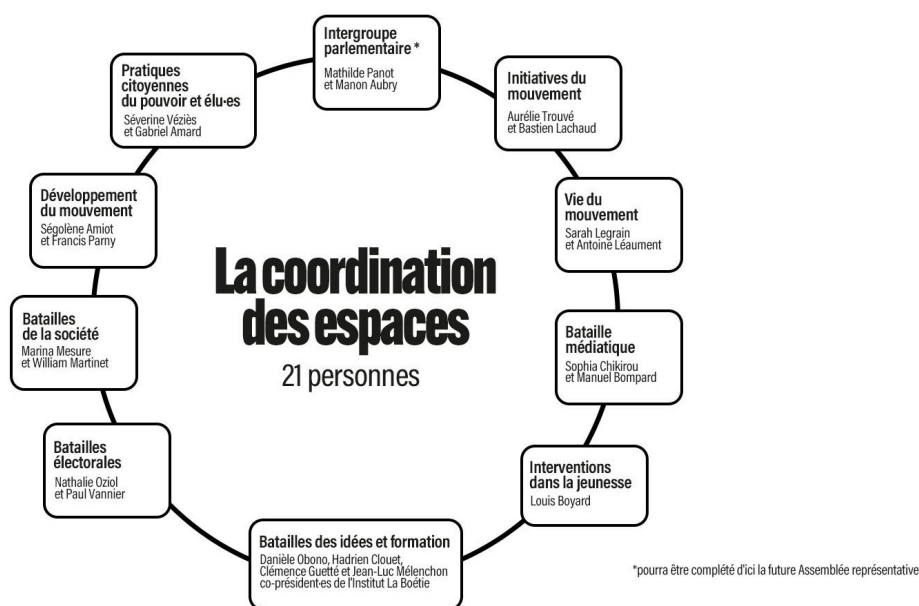 Intergroupe
parlementaire *
Mathilde Panot
et Manon Aubry
Initiatives du
mouvement
Aurélie Trouvé
et Bastien Lachaud
Vie du
mouvement
Sarah Legrain
et Antoine Léaument
Bataille
médiatique
Sophia Chikirou
et Manuel Bompard
Interventions
dans la jeunesse
Louis Boyard
Batailles des idées et formation
Danièle Obono, Hadrien Clouet,
Clémence Guetté et Jean-Luc Mélenchon
co-président·es de l'Institut La Boétie
Batailles
électorales
Nathalie Oziol
et Paul Vannier
Batailles
de la société
Marina Mesure
et William Martinet
Développement
du mouvement
Ségolène Amiot
et Francis Parny
Pratiques
citoyennes
du pouvoir et élu·es
Séverine Véziès
et Gabriel Amard
La coordination
des espaces
21 personnes
*pourra être complété d'ici la future Assemblée représentative